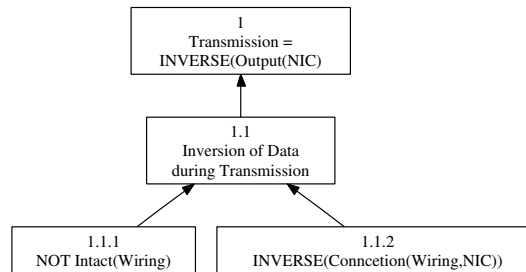 1
Transmission =
INVERSE(Output(NIC)
1.1
Inversion of Data
during Transmission
1.1.1
NOT Intact(Wiring)
1.1.2
INVERSE(Conncetion(Wiring,NIC))